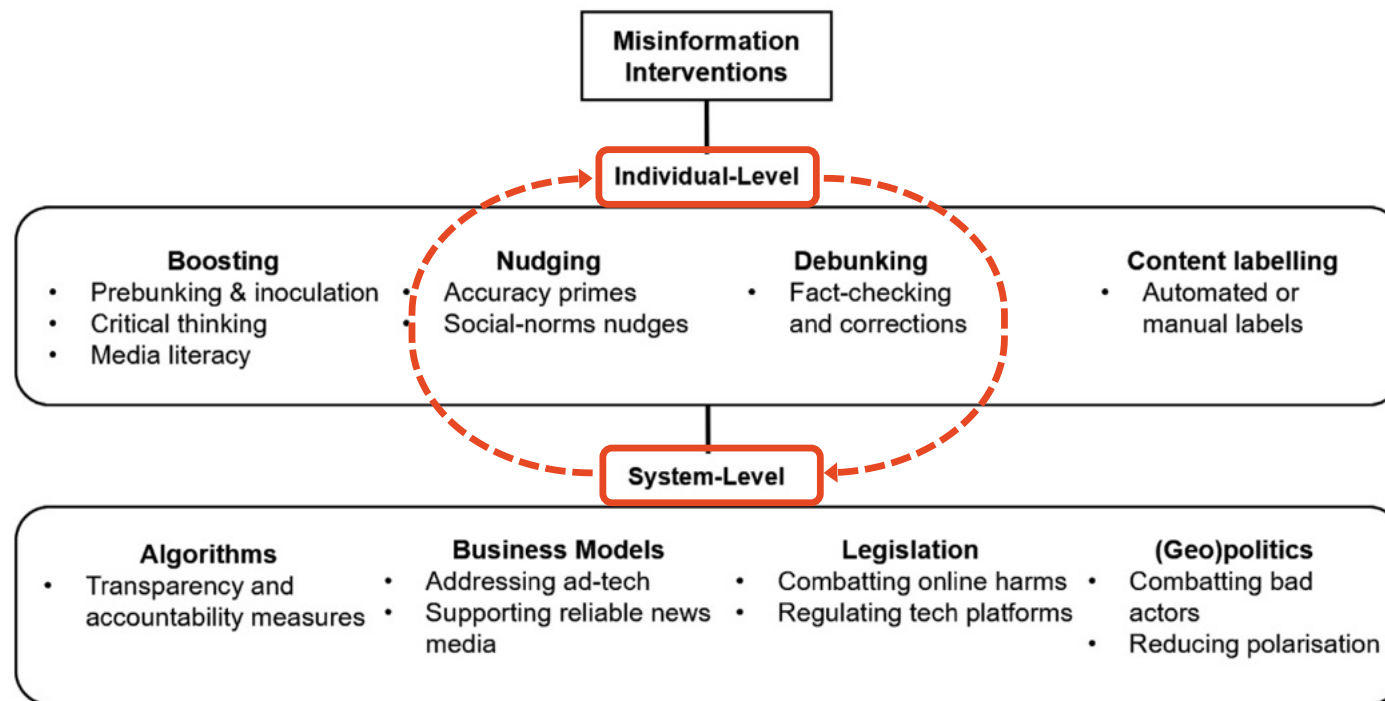 Misinformation
Interventions
Individual-Level
Boosting
• Prebunking & inoculation
• Critical thinking
• Media literacy
Nudging
• Accuracy primes
• Social-norms nudges
Debunking
• Fact-checking
and corrections
Content labelling
• Automated or
manual labels
System-Level
Algorithms
• Transparency and
accountability measures
Business Models
• Addressing ad-tech
• Supporting reliable news
media
Legislation
• Combatting online harms
• Regulating tech platforms
(Geo)politics
• Combatting bad
actors
• Reducing polarisation